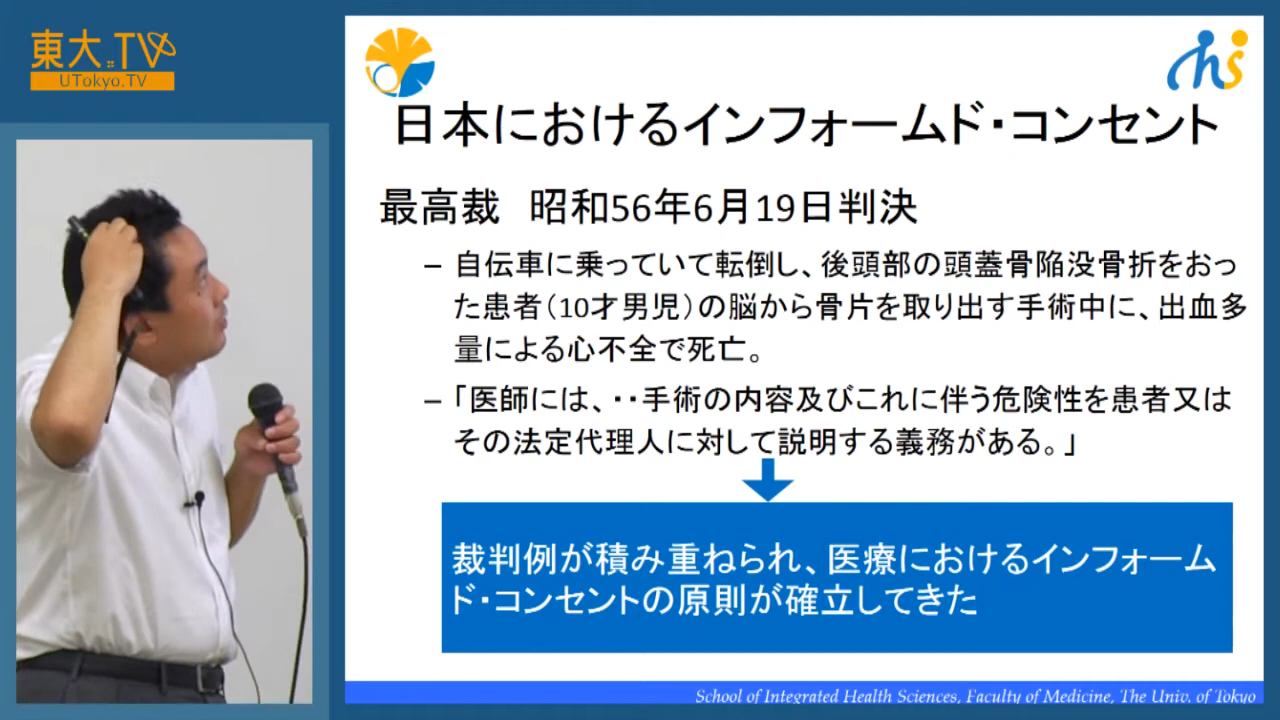 東大.TV
UTokyo.TV
日本におけるインフォームド・コンセント
最高裁　昭和56年6月19日判決
– 自転車に乗っていて転倒し、後頭部の頭蓋骨陥没骨折をおっ
た患者（10才男児）の脳から骨片を取り出す手術中に、出血多
量による心不全で死亡。
– 「医師には、・・手術の内容及びこれに伴う危険性を患者又は
その法定代理人に対して説明する義務がある。」
裁判例が積み重ねられ、医療におけるインフォーム
ド・コンセントの原則が確立してきた
School of Integrated Health Sciences, Faculty of Medicine, The Univ. of Tokyo